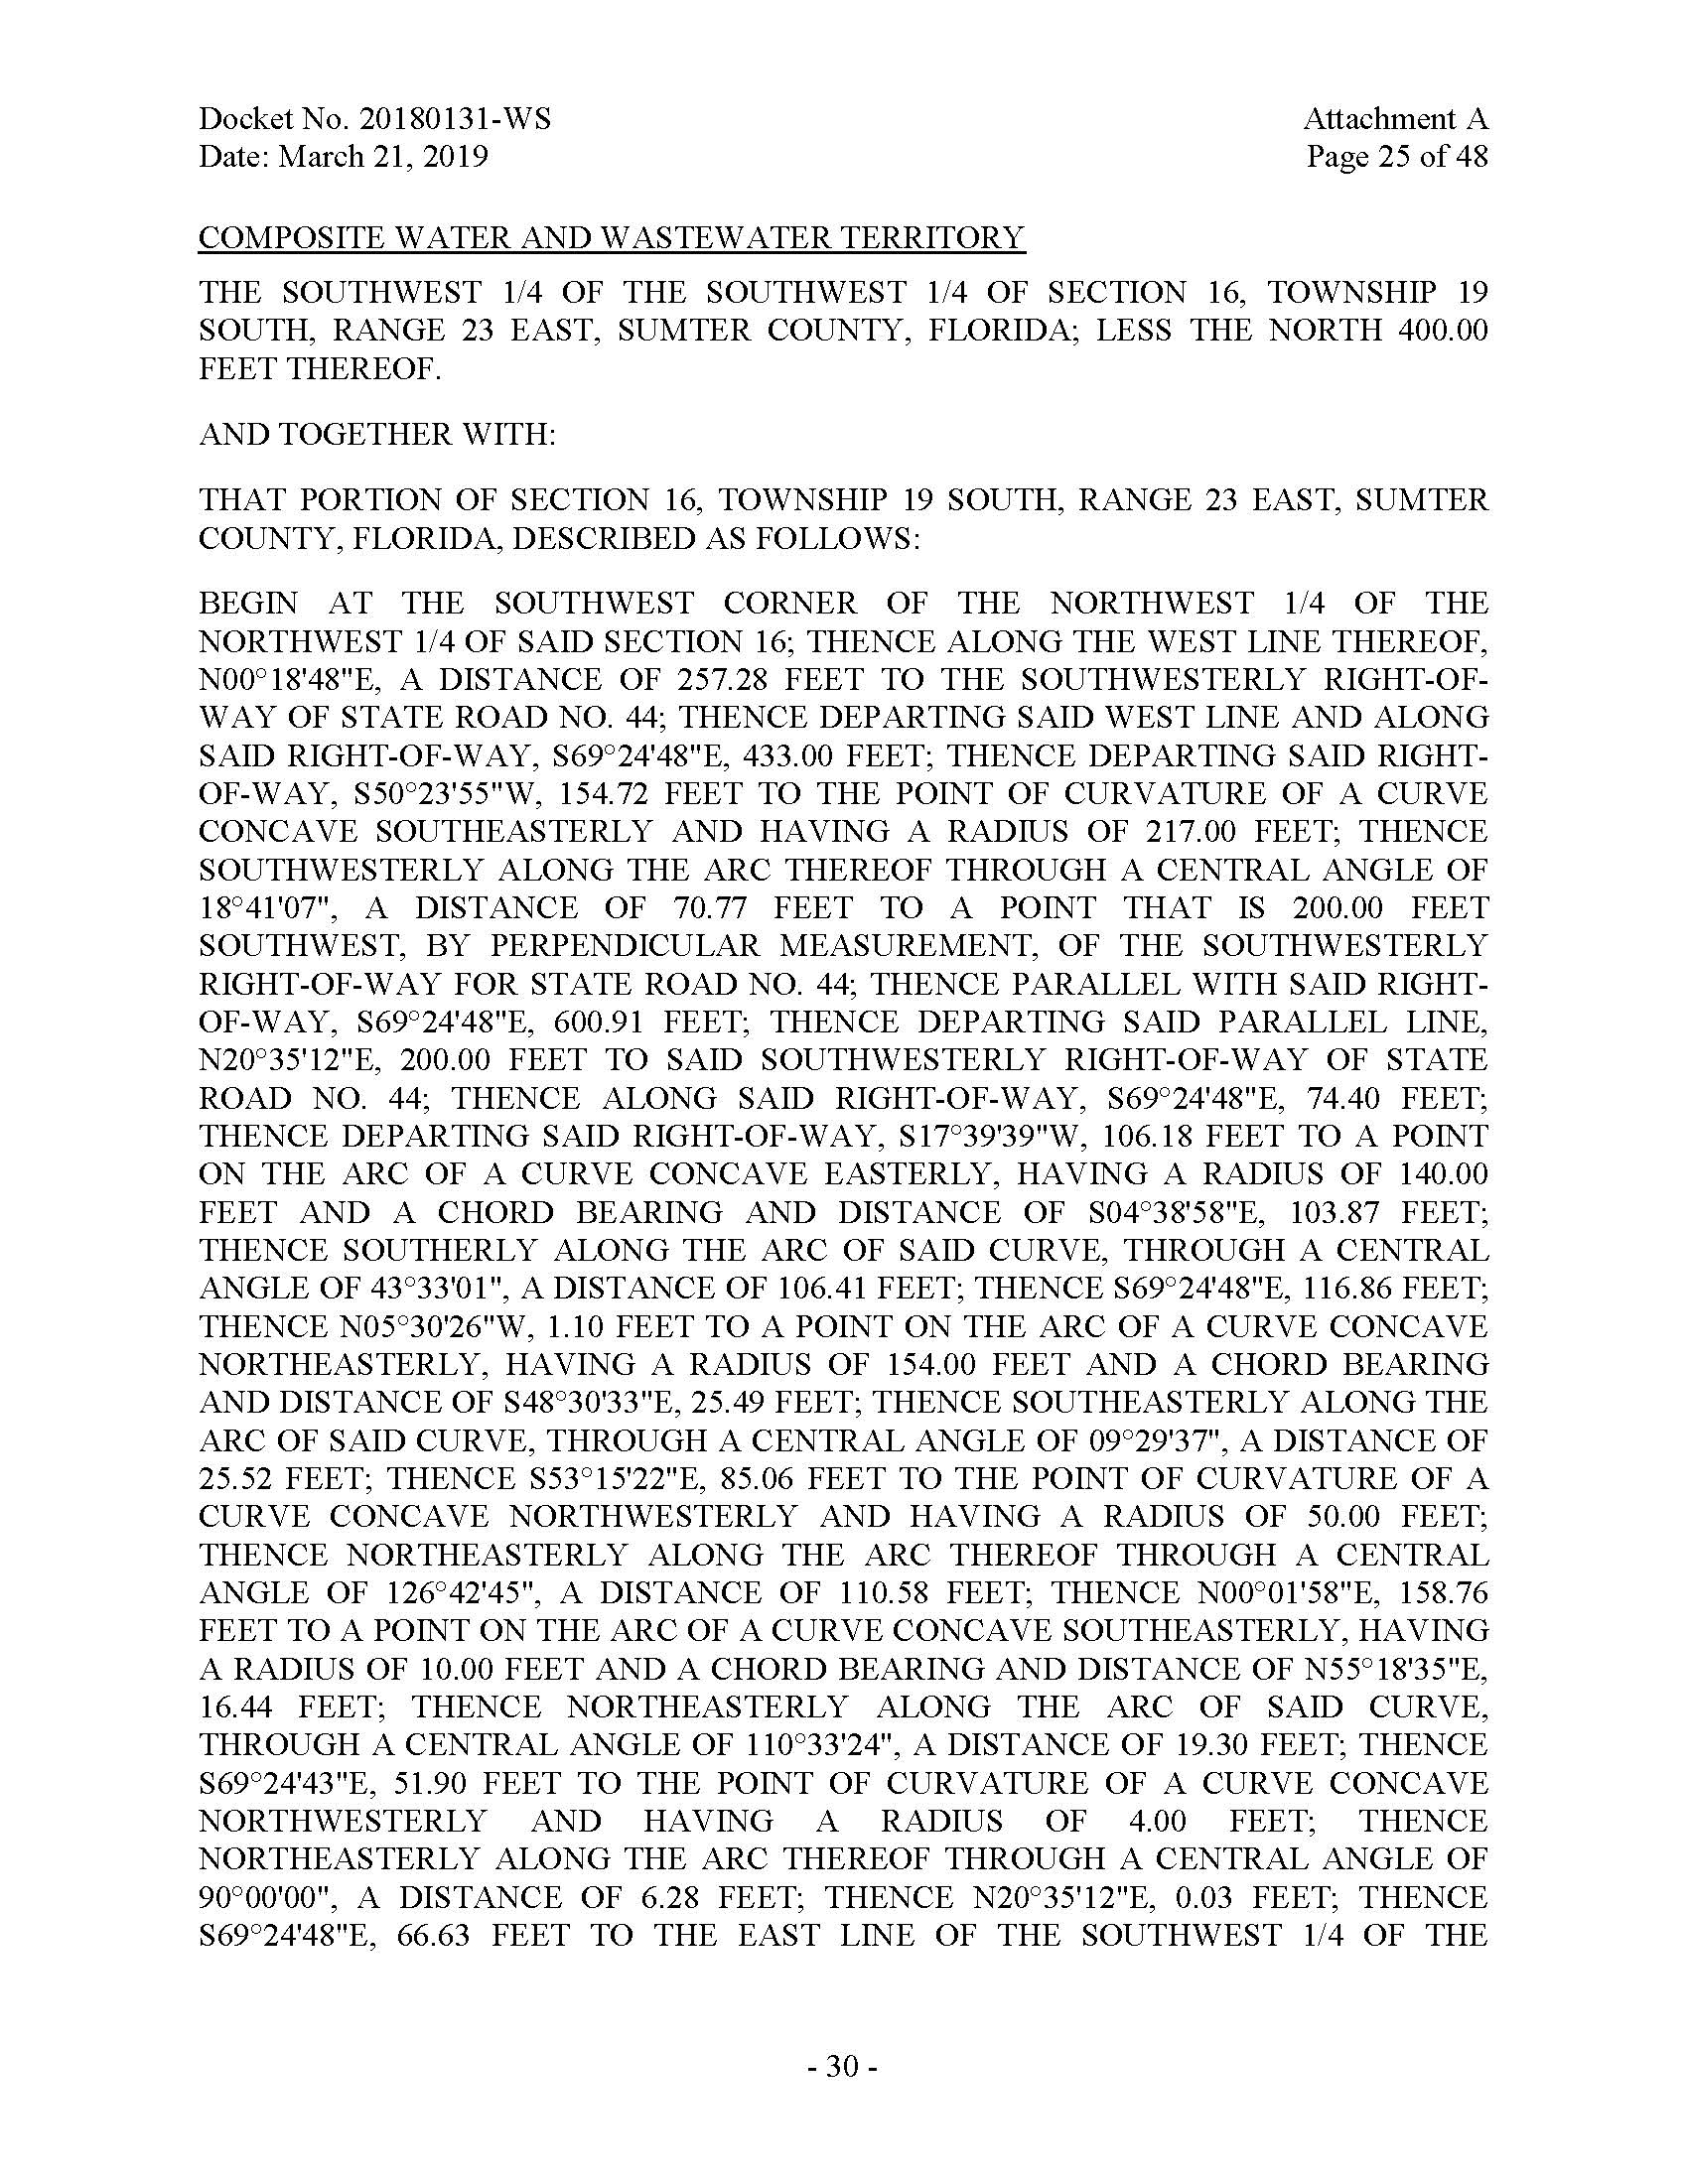 Docket No. 20180131-WS
Attachment A
Date: March 21, 2019
Page 25 of 48
COMPOSITE WATER AND WASTEWATER TERRITORY
THE SOUTHWEST 1/4 OF THE SOUTHWEST 1/4 OF SECTION 16, TOWNSHIP 19
SOUTH, RANGE 23 EAST, SUMTER COUNTY, FLORIDA; LESS THE NORTH 400.00
FEET THEREOF.
AND TOGETHER WITH:
THAT PORTION OF SECTION 16, TOWNSHIP 19 SOUTH, RANGE 23 EAST, SUMTER
COUNTY, FLORIDA, DESCRIBED AS FOLLOWS:
BEGIN AT THE SOUTHWEST CORNER OF THE NORTHWEST 1/4 OF THE
NORTHWEST 1/4 OF SAID SECTION 16; THENCE ALONG THE WEST LINE THEREOF,
N00°18'48"E, A DISTANCE OF 257.28 FEET TO THE SOUTHWESTERLY RIGHT-OF-
WAY OF STATE ROAD NO. 44; THENCE DEPARTING SAID WEST LINE AND ALONG
SAID RIGHT-OF-WAY, S69°24'48"E, 433.00 FEET; THENCE DEPARTING SAID RIGHT-
OF-WAY, S50°23'55"W, 154.72 FEET TO THE POINT OF CURVATURE OF A CURVE
CONCAVE SOUTHEASTERLY AND HAVING A RADIUS OF 217.00 FEET; THENCE
SOUTHWESTERLY ALONG THE ARC THEREOF THROUGH A CENTRAL ANGLE OF
18°41'07", A DISTANCE OF 70.77 FEET TO A POINT THAT IS 200.00 FEET
SOUTHWEST, BY PERPENDICULAR MEASUREMENT, OF THE SOUTHWESTERLY
RIGHT-OF-WAY FOR STATE ROAD NO. 44; THENCE PARALLEL WITH SAID RIGHT-
OF-WAY, S69°24'48"E, 600.91 FEET; THENCE DEPARTING SAID PARALLEL LINE,
N20°35'12"E, 200.00 FEET TO SAID SOUTHWESTERLY RIGHT-OF-WAY OF STATE
ROAD NO. 44; THENCE ALONG SAID RIGHT-OF-WAY, S69°24'48"E, 74.40 FEET;
THENCE DEPARTING SAID RIGHT-OF-WAY, S17°39'39"W, 106.18 FEET TO A POINT
ON THE ARC OF A CURVE CONCAVE EASTERLY, HAVING A RADIUS OF 140.00
FEET AND A CHORD BEARING AND DISTANCE OF S04°38'58"E, 103.87 FEET;
THENCE SOUTHERLY ALONG THE ARC OF SAID CURVE, THROUGH A CENTRAL
ANGLE OF 43°33'01", A DISTANCE OF 106.41 FEET; THENCE S69°24'48"E, 116.86 FEET;
THENCE N05°30'26"W, 1.10 FEET TO A POINT ON THE ARC OF A CURVE CONCAVE
NORTHEASTERLY, HAVING A RADIUS OF 154.00 FEET AND A CHORD BEARING
AND DISTANCE OF S48°30'33"E, 25.49 FEET; THENCE SOUTHEASTERLY ALONG THE
ARC OF SAID CURVE, THROUGH A CENTRAL ANGLE OF 09°29'37", A DISTANCE OF
25.52 FEET; THENCE S53°15'22"E, 85.06 FEET TO THE POINT OF CURVATURE OF A
CURVE CONCAVE NORTHWESTERLY AND HAVING A RADIUS OF 50.00 FEET;
THENCE NORTHEASTERLY ALONG THE ARC THEREOF THROUGH A CENTRAL
ANGLE OF 126°42'45", A DISTANCE OF 110.58 FEET; THENCE N00°01'58"E, 158.76
FEET TO A POINT ON THE ARC OF A CURVE CONCAVE SOUTHEASTERLY, HAVING
A RADIUS OF 10.00 FEET AND A CHORD BEARING AND DISTANCE OF N55°18'35"E,
16.44 FEET; THENCE NORTHEASTERLY ALONG THE ARC OF SAID CURVE,
THROUGH A CENTRAL ANGLE OF 110°33'24", A DISTANCE OF 19.30 FEET; THENCE
S69°24'43"E, 51.90 FEET TO THE POINT OF CURVATURE OF A CURVE CONCAVE
NORTHWESTERLY AND HAVING A RADIUS OF 4.00 FEET; THENCE
NORTHEASTERLY ALONG THE ARC THEREOF THROUGH A CENTRAL ANGLE OF
90°00'00", A DISTANCE OF 6.28 FEET; THENCE N20°35'12"E, 0.03 FEET; THENCE
S69°24'48"E, 66.63 FEET TO THE EAST LINE OF THE SOUTHWEST 1/4 OF THE
- 30 -